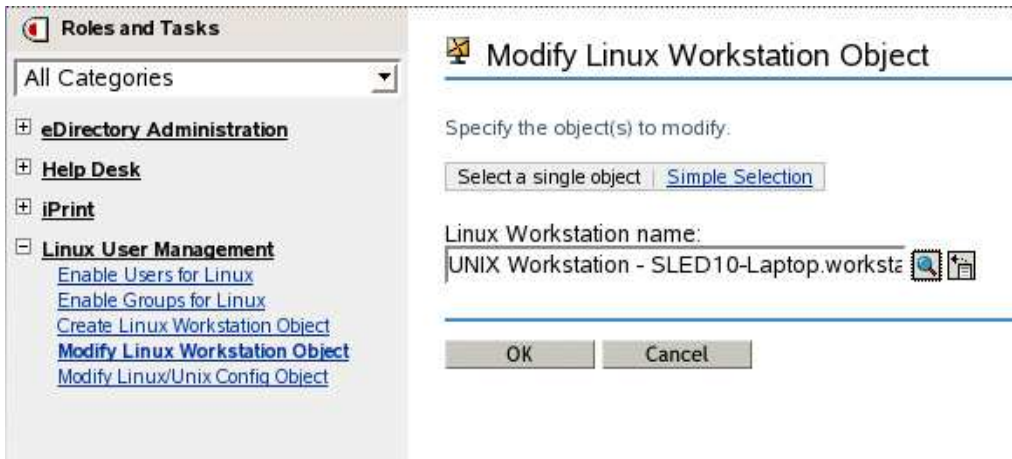 Roles and Tasks
All Categories
eDirectory Administration
Help Desk
iPrint
Linux User Management
Enable Users for Linux
Enable Groups for Linux
Create Linux Workstation Object
Modify Linux Workstation Object
Modify Linux/Unix Config Object
Modify Linux Workstation Object
Specify the object(s) to modify.
Select a single object | Simple Selection
Linux Workstation name:
UNIX Workstation - SLED10-Laptop.worksta
OK Cancel